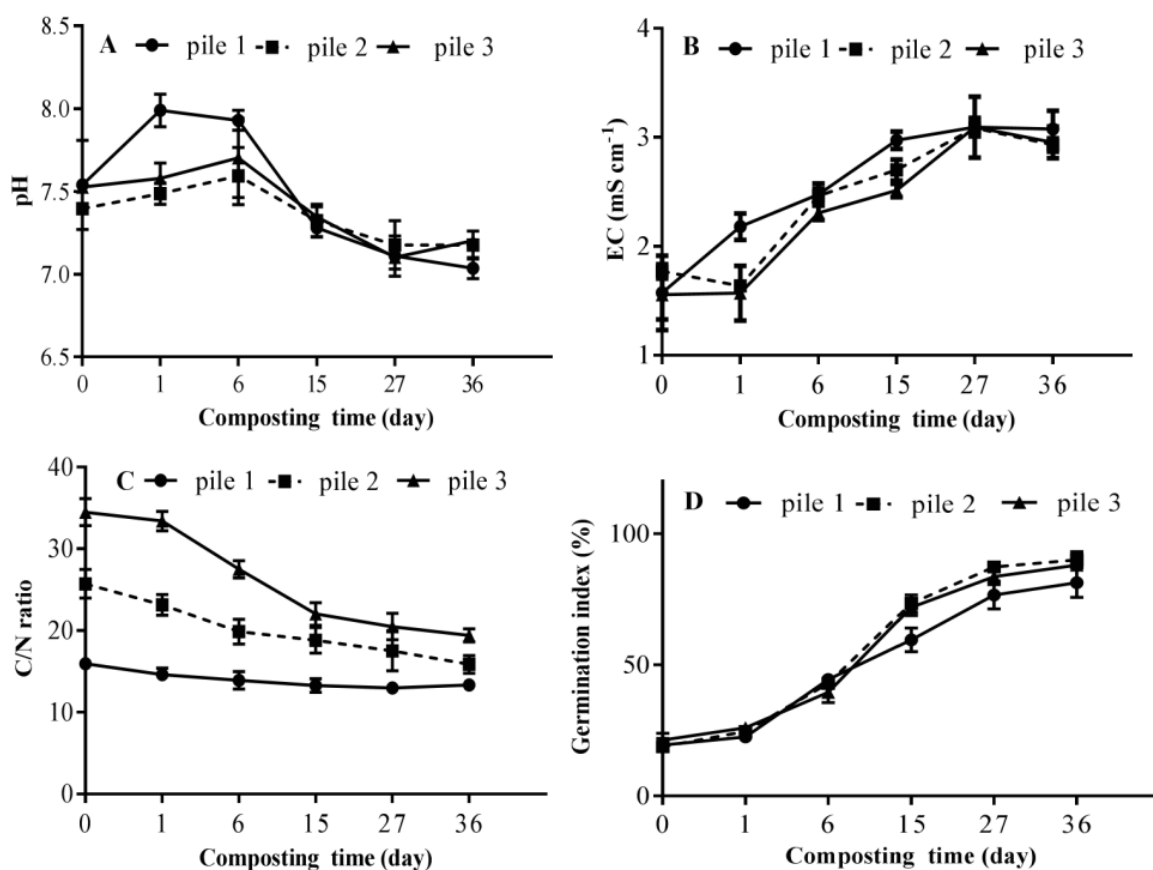 A pile 1 pile 2 pile 3
8.5
8.0
7.5
7.0
6.5
pH
0 1 6 15 27 36
Composting time (day)
B pile 1 pile 2 pile 3
4
3
2
1
EC (mS cm⁻¹)
0 1 6 15 27 36
Composting time (day)
C pile 1 pile 2 pile 3
40
30
20
10
0
C/N ratio
0 1 6 15 27 36
Composting time (day)
D pile 1 pile 2 pile 3
100
50
0
Germination index (%)
0 1 6 15 27 36
Composting time (day)